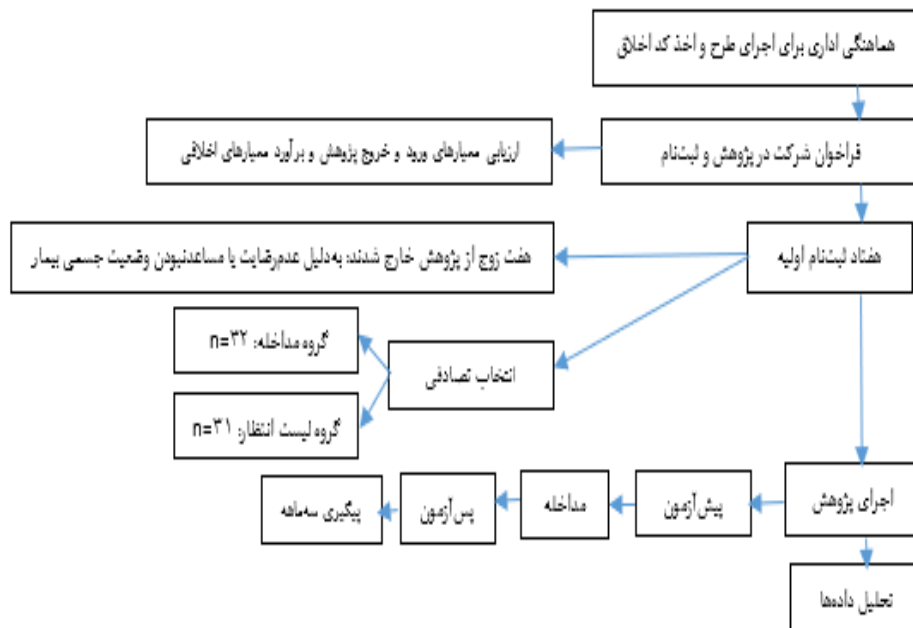 هماهنگی اداری برای اجرای طرح و اخذ کد اخلاق
فراخوان شرکت در پژوهش و ثبت‌نام
ارزیابی معیارهای ورود و خروج پژوهش و برآورد معیارهای اخلاقی
هفتاد ثبت‌نام اولیه
هفت زوج از پژوهش خارج شدند: به‌دلیل عدم‌رضایت یا مساعدنبودن وضعیت جسمی بیمار
انتخاب تصادفی
گروه مداخله: n=۳۲
گروه لیست انتظار: n=۳۱
اجرای پژوهش
پیش‌آزمون
مداخله
پس‌آزمون
پیگیری سه‌ماهه
تحلیل داده‌ها